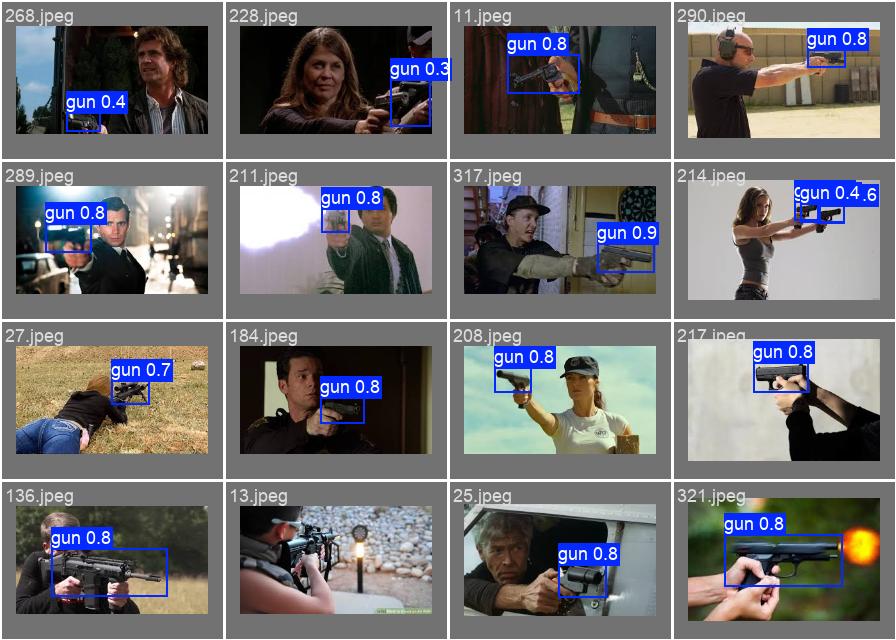 268.jpeg
gun 0.4
228.jpeg
gun 0.3
11.jpeg
gun 0.8
290.jpeg
gun 0.8
289.jpeg
gun 0.8
211.jpeg
gun 0.8
317.jpeg
gun 0.9
214.jpeg
gun 0.4
.6
27.jpeg
gun 0.7
184.jpeg
gun 0.8
208.jpeg
gun 0.8
217.jpeg
gun 0.8
136.jpeg
gun 0.8
13.jpeg
25.jpeg
gun 0.8
321.jpeg
gun 0.8